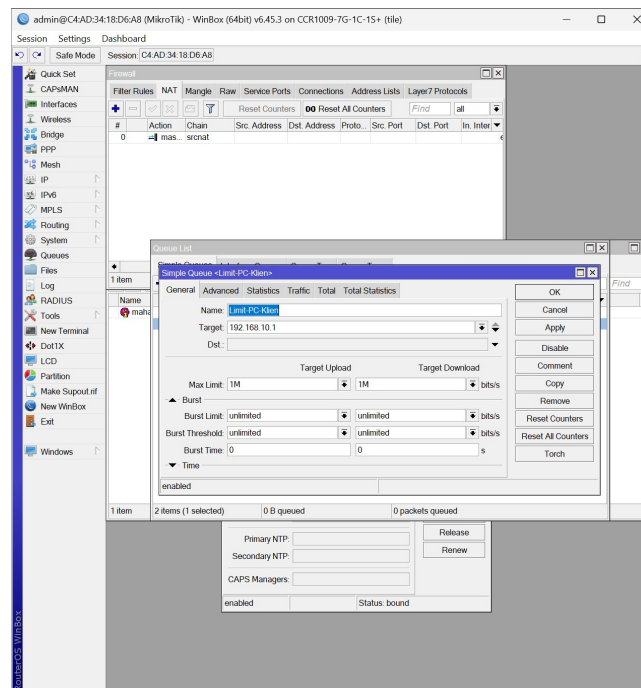 admin@C4:AD:34:18:D6:A8 (MikroTik) - WinBox (64bit) v6.45.3 on CCR1009-7G-1C-1S+ (tile)
Session Settings Dashboard
Safe Mode Session: C4:AD:34:18:D6:A8
Quick Set
CAPsMAN
Interfaces
Wireless
Bridge
PPP
Mesh
IP
IPv6
MPLS
Routing
System
Queues
Files
Log
RADIUS
Tools
New Terminal
Dot1X
LCD
Partition
Make Supout.rif
New WinBox
Exit
Windows
RouterOS WinBox
Firewall
Filter Rules NAT Mangle Raw Service Ports Connections Address Lists Layer7 Protocols
Reset Counters 00 Reset All Counters Find all
# Action Chain Src. Address Dst. Address Proto... Src. Port Dst. Port In. Inter
0 mas... srcnat
1 item
Name
maha
1 item
Queue List
Find
Simple Queue <Limit-PC-Klien>
General Advanced Statistics Traffic Total Total Statistics
Name: Limit-PC-Klien
Target: 192.168.10.1
Dst.:
Target Upload Target Download
Max Limit: 1M 1M bits/s
Burst
Burst Limit: unlimited unlimited bits/s
Burst Threshold: unlimited unlimited bits/s
Burst Time: 0 0 s
Time
enabled
OK
Cancel
Apply
Disable
Comment
Copy
Remove
Reset Counters
Reset All Counters
Torch
2 items (1 selected) 0 B queued 0 packets queued
Primary NTP:
Secondary NTP:
CAPS Managers:
Release
Renew
enabled Status: bound